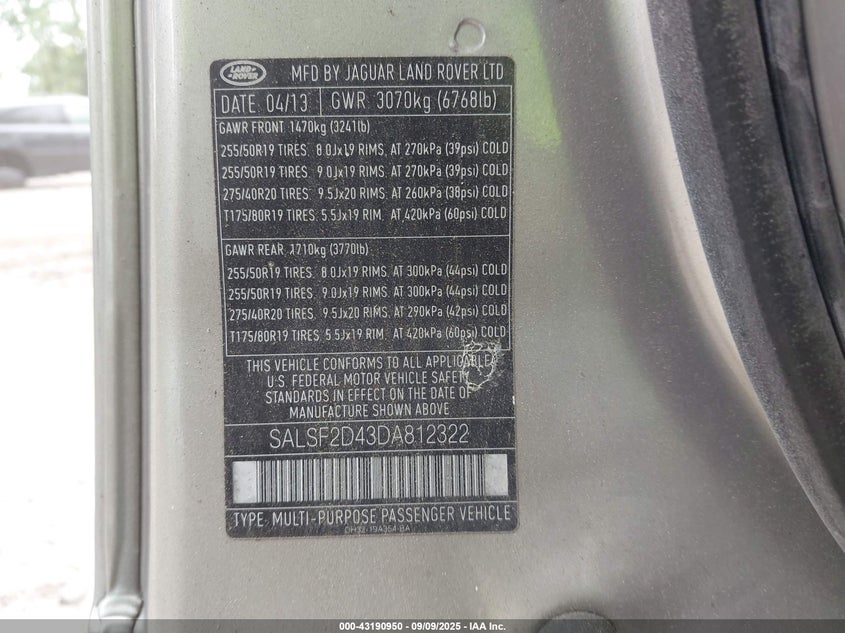 LAND ROVER
MFD BY JAGUAR LAND ROVER LTD
DATE 04/13 GWR 3070kg (6768lb)
GAWR FRONT 1470kg (3241lb)
255/50R19 TIRES. 8.0Jx19 RIMS, AT 270kPa (39psi) COLD
255/50R19 TIRES. 9.0Jx19 RIMS, AT 270kPa (39psi) COLD
275/40R20 TIRES. 9.5Jx20 RIMS, AT 260kPa (38psi) COLD
T175/80R19 TIRES. 5.5Jx19 RIM, AT 420kPa (60psi) COLD
GAWR REAR 1710kg (3770lb)
255/50R19 TIRES. 8.0Jx19 RIMS, AT 300kPa (44psi) COLD
255/50R19 TIRES. 9.0Jx19 RIMS, AT 300kPa (44psi) COLD
275/40R20 TIRES. 9.5Jx20 RIMS, AT 290kPa (42psi) COLD
T175/80R19 TIRES. 5.5Jx19 RIM, AT 420kPa (60psi) COLD
THIS VEHICLE CONFORMS TO ALL APPLICABLE
U.S. FEDERAL MOTOR VEHICLE SAFETY
STANDARDS IN EFFECT ON THE DATE OF
MANUFACTURE SHOWN ABOVE
SALSF2D43DA812322
TYPE: MULTI-PURPOSE PASSENGER VEHICLE
000-43190950 - 09/09/2025 - IAA Inc.